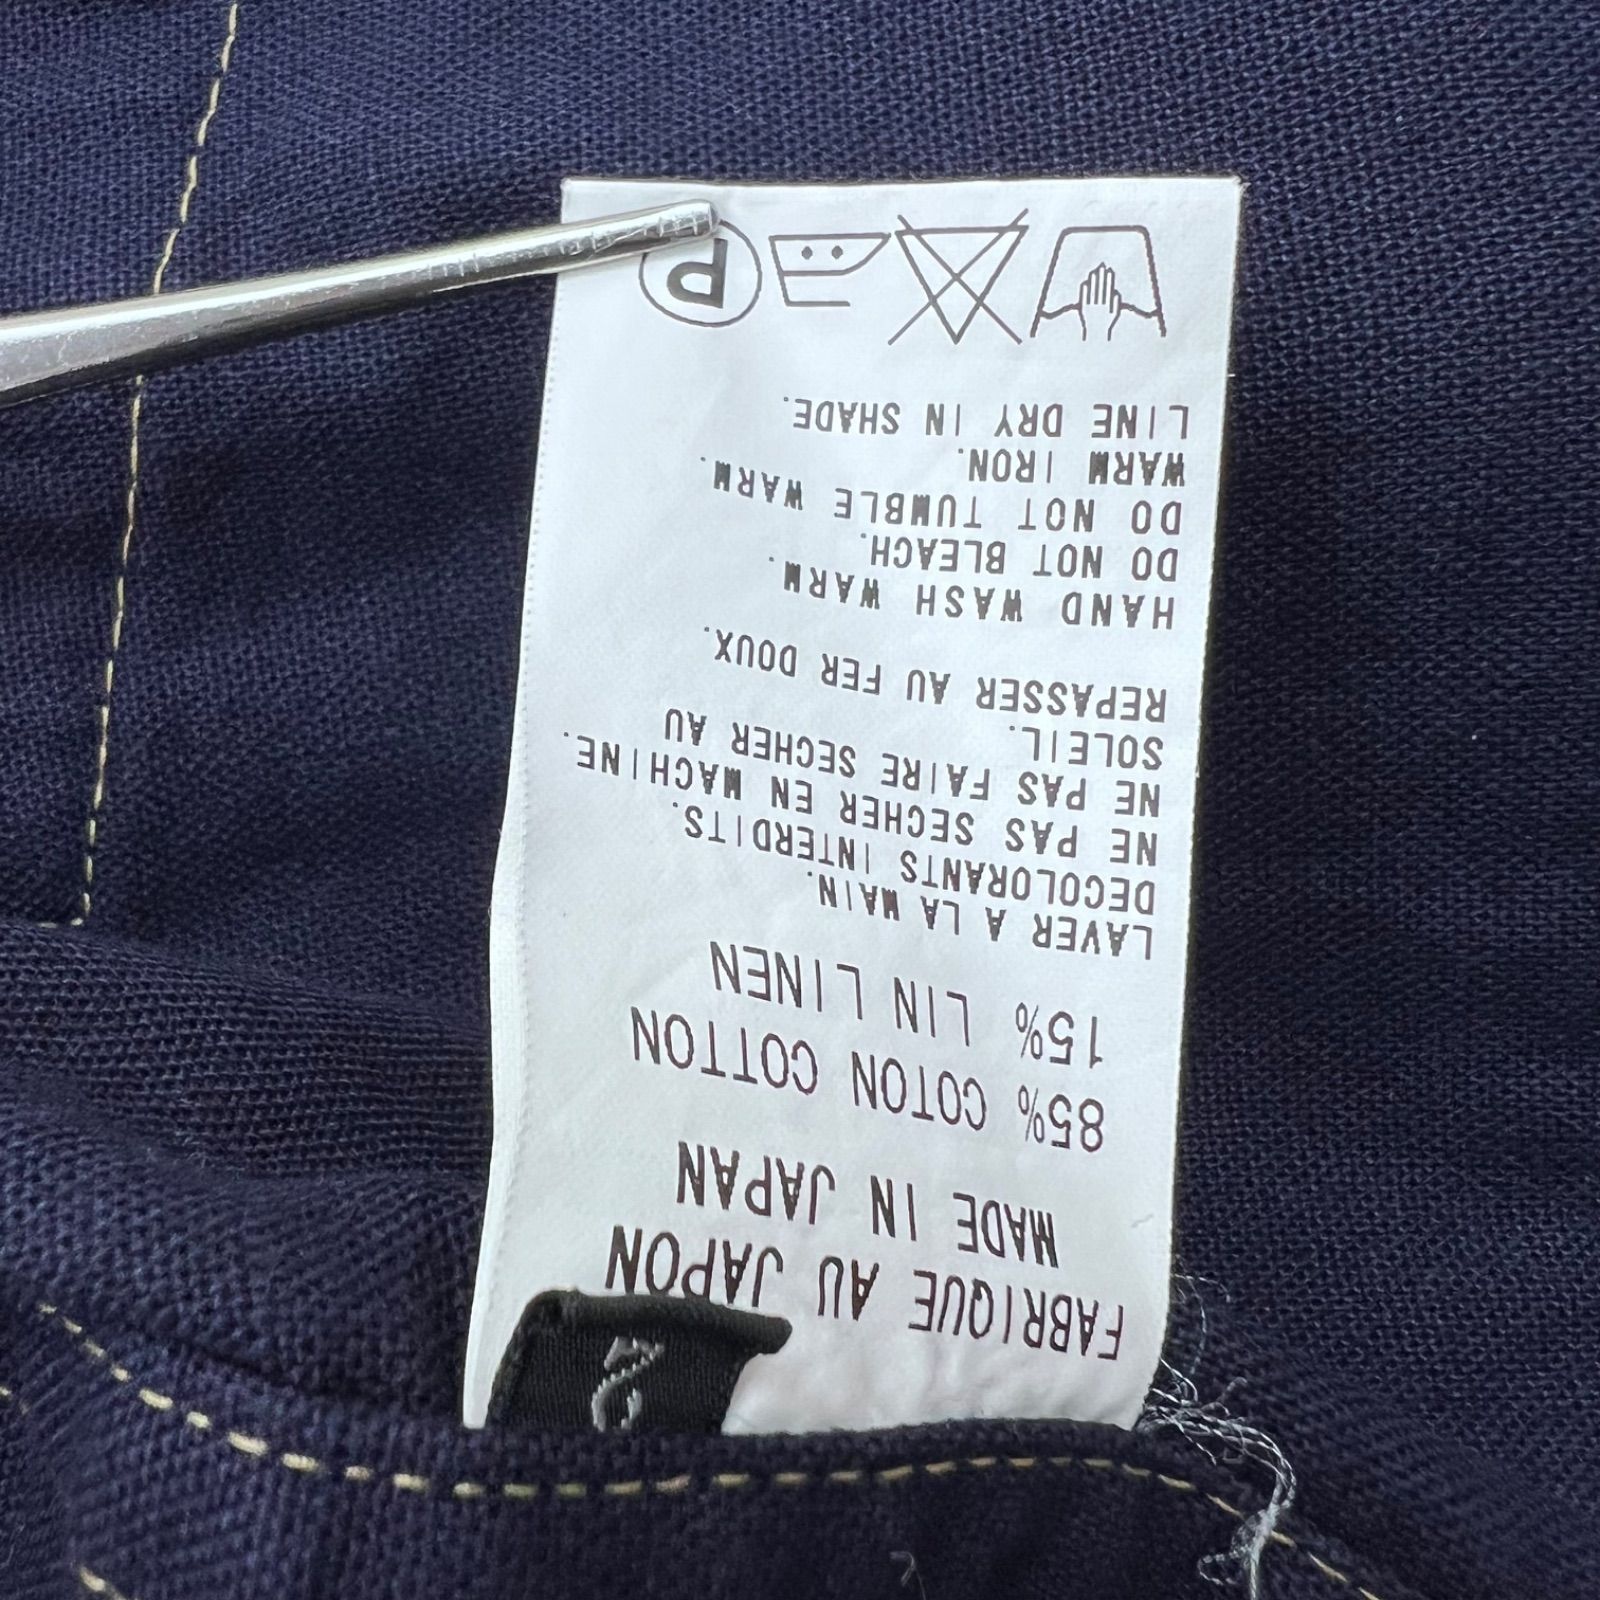 2
FABRIQUE AU JAPON
MADE IN JAPAN
85% COTON COTTON
15% LIN LINEN
LAVER A LA MAIN.
DECOLORANTS INTERDITS.
NE PAS SECHER EN MACHINE.
NE PAS FAIRE SECHER AU
SOLEIL.
REPASSER AU FER DOUX.
HAND WASH WARM.
DO NOT BLEACH.
DO NOT TUMBLE WARM.
WARM IRON.
LINE DRY IN SHADE.
P